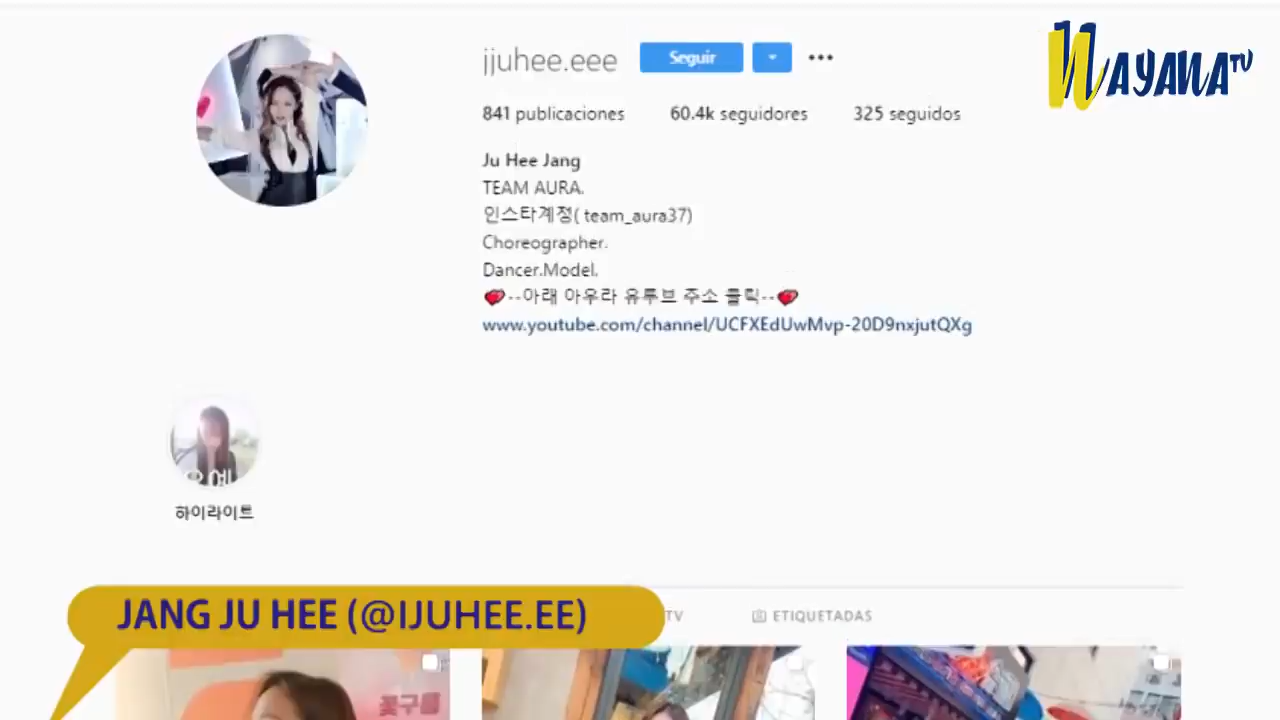 jjuhee.eee Seguir
NAYANA TV
841 publicaciones 60.4k seguidores 325 seguidos
Ju Hee Jang
TEAM AURA.
인스타계정( team_aura37)
Choreographer.
Dancer.Model.
--아래 아우라 유튜브 주소 클릭--
www.youtube.com/channel/UCFXEdUwMvp-20D9nxjutQXg
하이라이트
JANG JU HEE (@IJUHEE.EE)
TV ETIQUETADAS